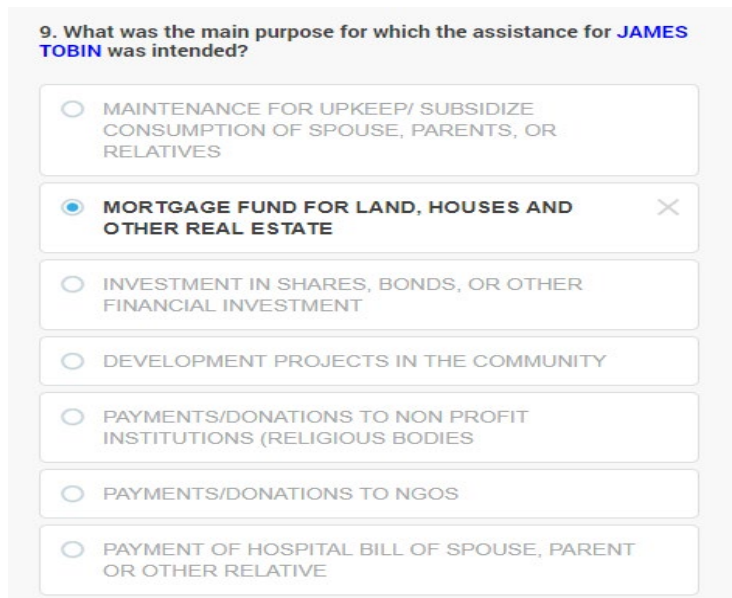 9. What was the main purpose for which the assistance for JAMES
TOBIN was intended?
MAINTENANCE FOR UPKEEP/ SUBSIDIZE
CONSUMPTION OF SPOUSE, PARENTS, OR
RELATIVES
MORTGAGE FUND FOR LAND, HOUSES AND
OTHER REAL ESTATE
INVESTMENT IN SHARES, BONDS, OR OTHER
FINANCIAL INVESTMENT
DEVELOPMENT PROJECTS IN THE COMMUNITY
PAYMENTS/DONATIONS TO NON PROFIT
INSTITUTIONS (RELIGIOUS BODIES
PAYMENTS/DONATIONS TO NGOS
PAYMENT OF HOSPITAL BILL OF SPOUSE, PARENT
OR OTHER RELATIVE